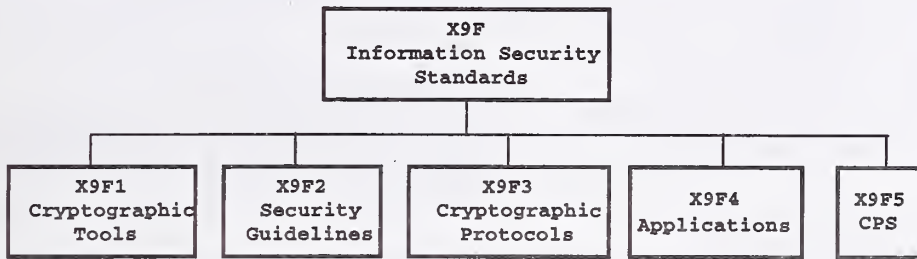 X9F
Information Security
Standards
X9F1
Cryptographic
Tools
X9F2
Security
Guidelines
X9F3
Cryptographic
Protocols
X9F4
Applications
X9F5
CPS